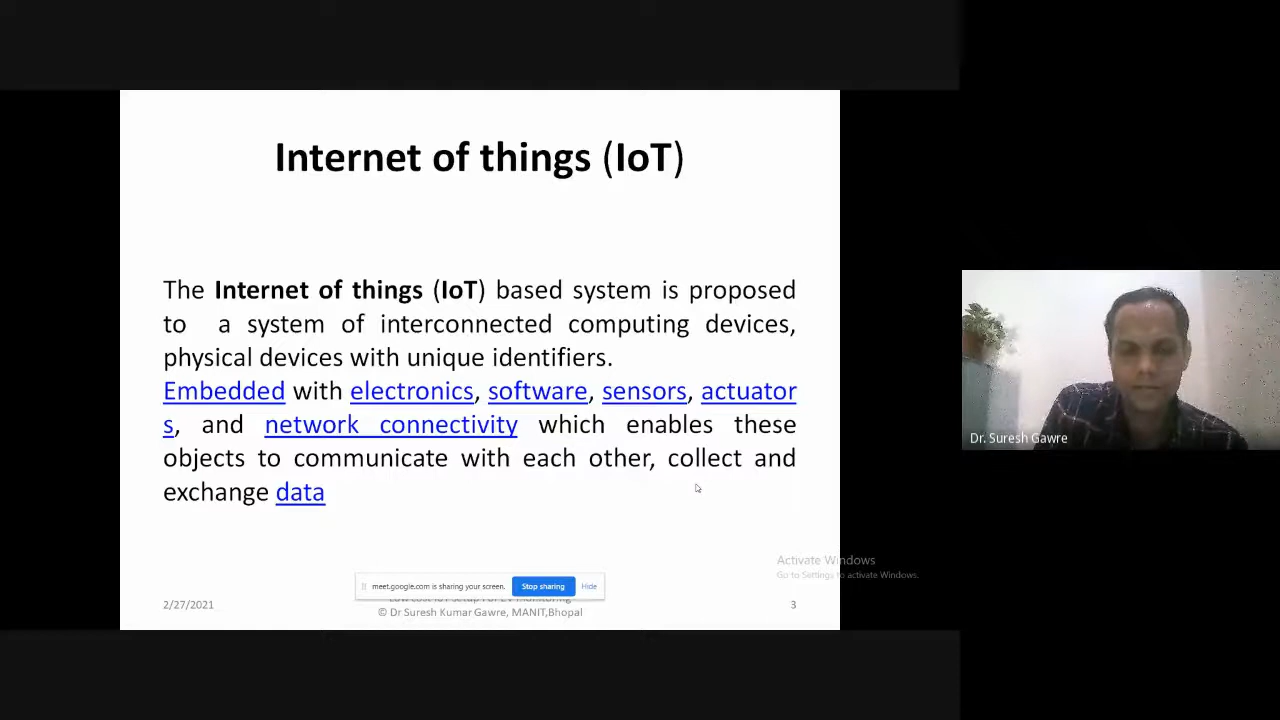 Internet of things (IoT)
The Internet of things (IoT) based system is proposed
to a system of interconnected computing devices,
physical devices with unique identifiers.
Embedded with electronics, software, sensors, actuator
s, and network connectivity which enables these
objects to communicate with each other, collect and
exchange data
Dr. Suresh Gawre
Activate Windows
Go to Settings to activate Windows.
meet.google.com is sharing your screen. Stop sharing Hide
2/27/2021
© Dr Suresh Kumar Gawre, MANIT,Bhopal
3